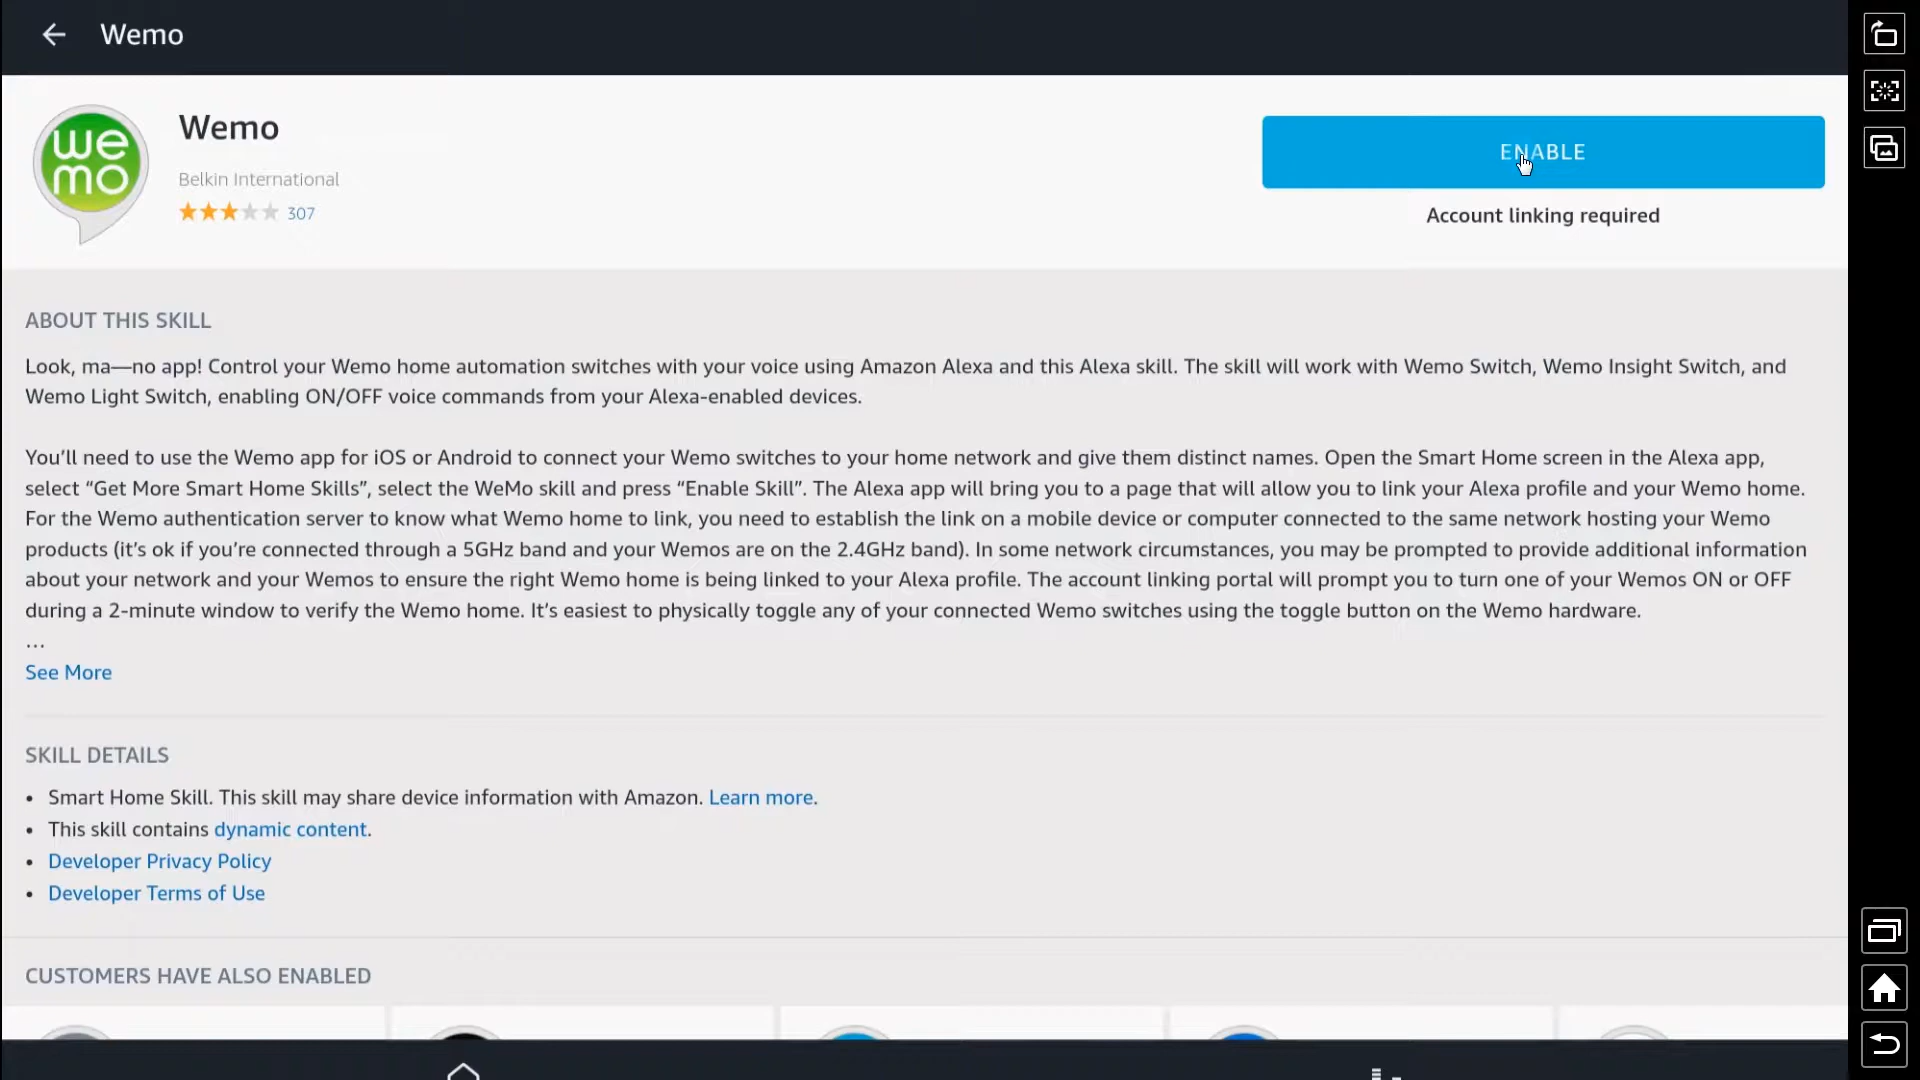 Wemo
we
mo
Wemo
Belkin International
307
ENABLE
Account linking required
ABOUT THIS SKILL
Look, ma—no app! Control your Wemo home automation switches with your voice using Amazon Alexa and this Alexa skill. The skill will work with Wemo Switch, Wemo Insight Switch, and
Wemo Light Switch, enabling ON/OFF voice commands from your Alexa-enabled devices.
You’ll need to use the Wemo app for iOS or Android to connect your Wemo switches to your home network and give them distinct names. Open the Smart Home screen in the Alexa app,
select “Get More Smart Home Skills”, select the WeMo skill and press “Enable Skill”. The Alexa app will bring you to a page that will allow you to link your Alexa profile and your Wemo home.
For the Wemo authentication server to know what Wemo home to link, you need to establish the link on a mobile device or computer connected to the same network hosting your Wemo
products (it’s ok if you’re connected through a 5GHz band and your Wemos are on the 2.4GHz band). In some network circumstances, you may be prompted to provide additional information
about your network and your Wemos to ensure the right Wemo home is being linked to your Alexa profile. The account linking portal will prompt you to turn one of your Wemos ON or OFF
during a 2-minute window to verify the Wemo home. It’s easiest to physically toggle any of your connected Wemo switches using the toggle button on the Wemo hardware.
...
See More
SKILL DETAILS
• Smart Home Skill. This skill may share device information with Amazon. Learn more.
• This skill contains dynamic content.
• Developer Privacy Policy
• Developer Terms of Use
CUSTOMERS HAVE ALSO ENABLED